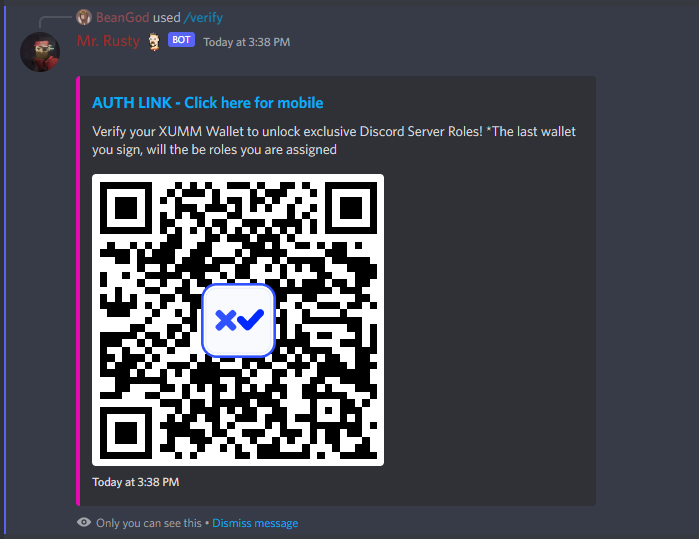 BeanGod used /verify
Mr. Rusty BOT Today at 3:38 PM
AUTH LINK - Click here for mobile
Verify your XUMM Wallet to unlock exclusive Discord Server Roles! *The last wallet
you sign, will the be roles you are assigned
Today at 3:38 PM
Only you can see this • Dismiss message